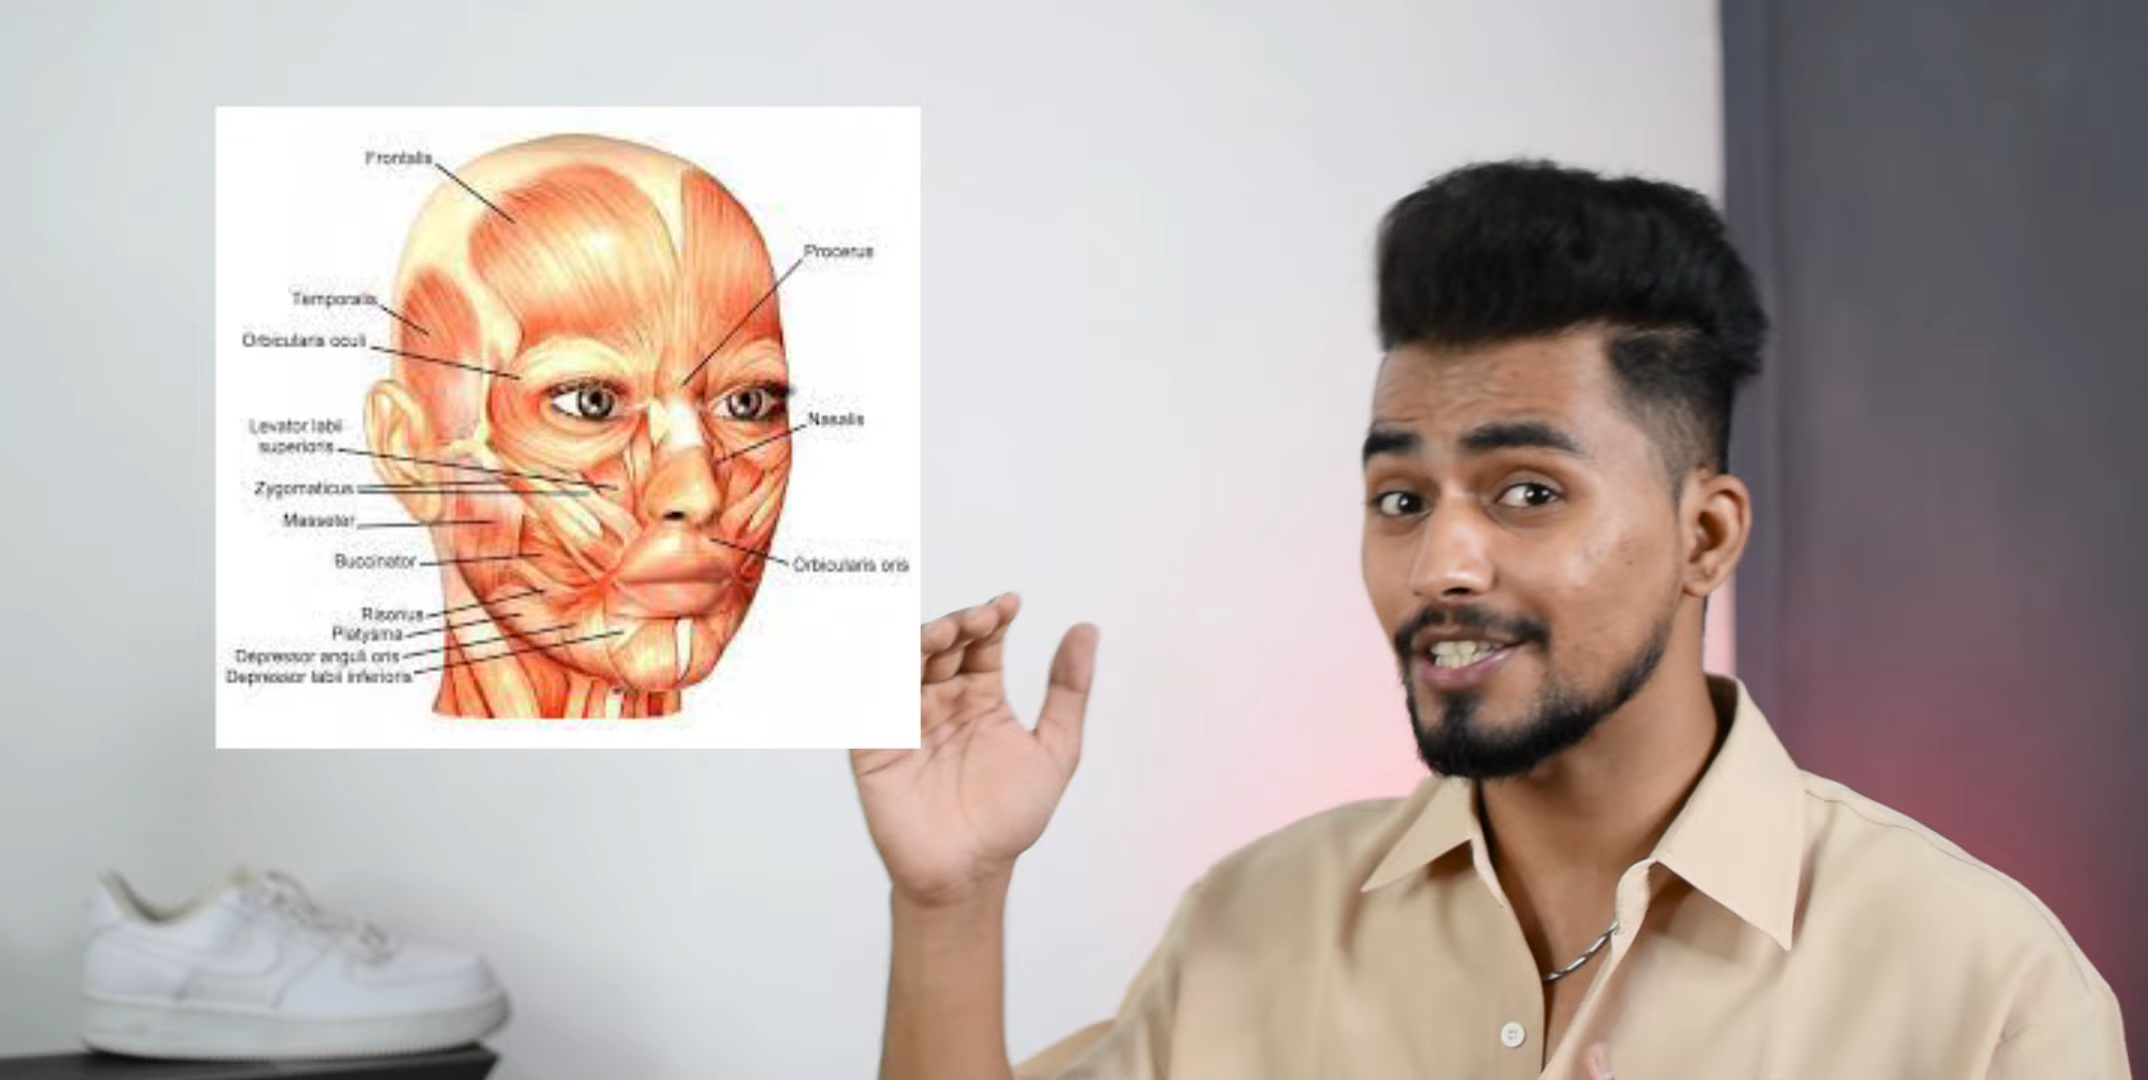 Frontalis
Procerus
Temporalis
Orbicularis oculi
Nasalis
Levator labii
superioris
Zygomaticus
Masseter
Buccinator
Orbicularis oris
Risorius
Platysma
Depressor anguli oris
Depressor labii inferioris